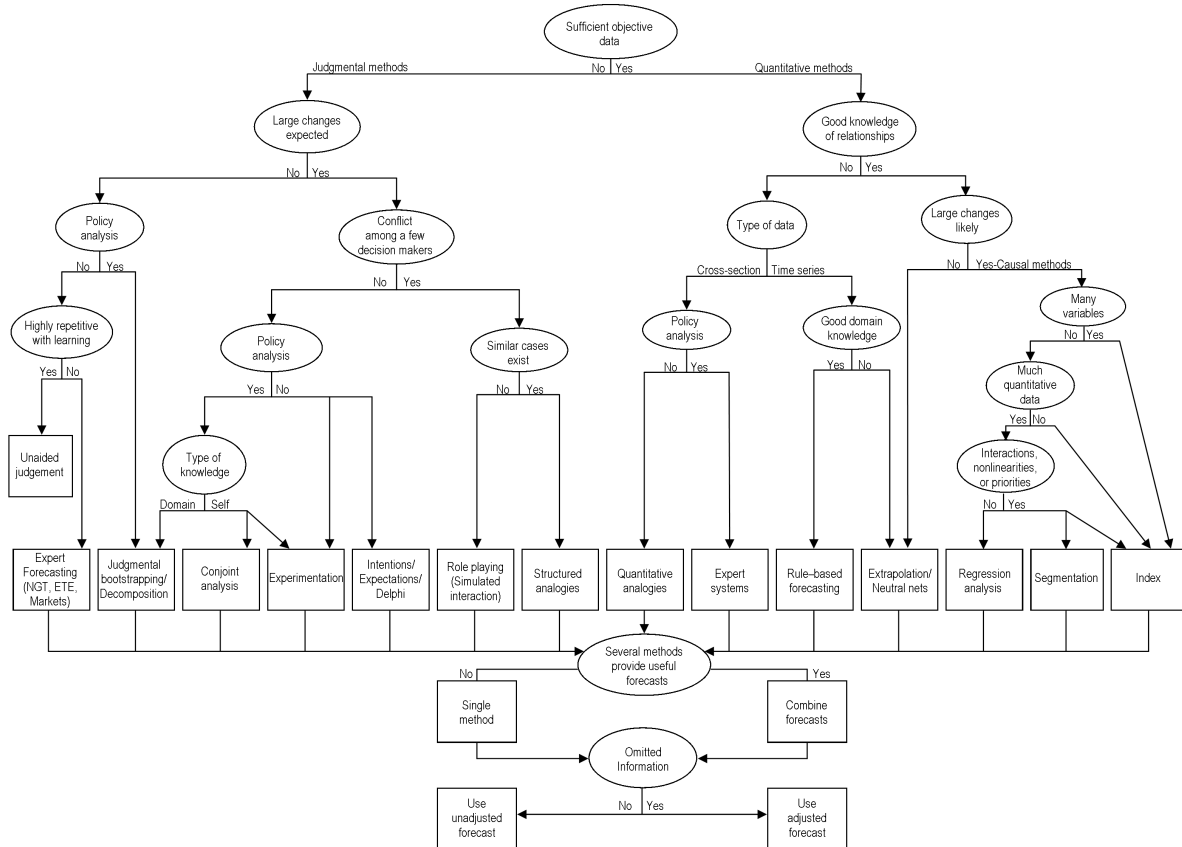 Sufficient objective
data
Judgmental methods
No
Yes
Quantitative methods
Large changes
expected
Good knowledge
of relationships
No
Yes
No
Yes
Policy
analysis
Conflict
among a few
decision makers
Type of data
Large changes
likely
No
Yes
No
Yes
Cross-section
Time series
No
Yes-Causal methods
Highly repetitive
with learning
Policy
analysis
Similar cases
exist
Policy
analysis
Good domain
knowledge
Many
variables
No
Yes
Yes
No
Yes
No
No
Yes
No
Yes
Yes
No
Much
quantitative
data
Yes
No
Unaided
judgement
Type of
knowledge
Interactions,
nonlinearities,
or priorities
Domain
Self
No
Yes
Expert
Forecasting
(NGT, ETE,
Markets)
Judgmental
bootstrapping/
Decomposition
Conjoint
analysis
Experimentation
Intentions/
Expectations/
Delphi
Role playing
(Simulated
interaction)
Structured
analogies
Quantitative
analogies
Expert
systems
Rule–based
forecasting
Extrapolation/
Neutral nets
Regression
analysis
Segmentation
Index
Several methods
provide useful
forecasts
No
Yes
Single
method
Combine
forecasts
Omitted
Information
No
Yes
Use
unadjusted
forecast
Use
adjusted
forecast